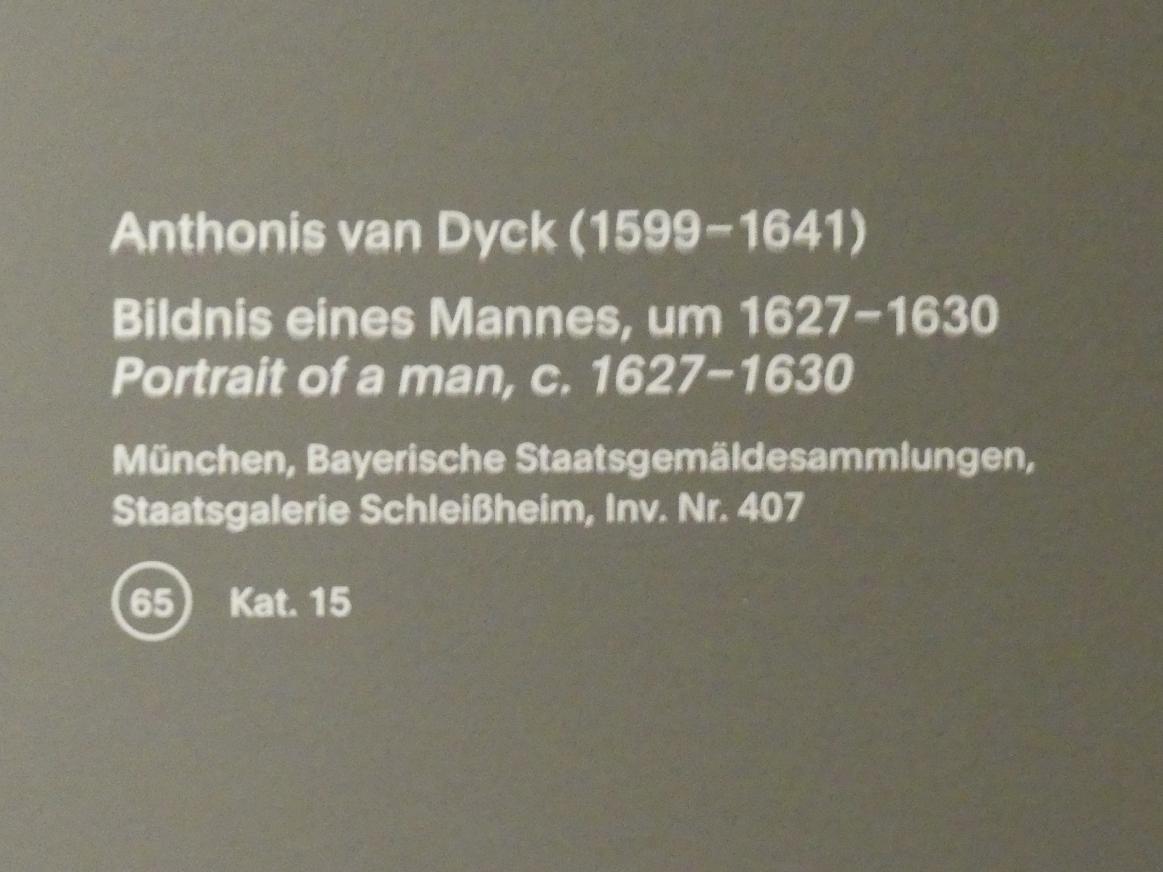 Anthonis van Dyck (1599–1641)
Bildnis eines Mannes, um 1627–1630
Portrait of a man, c. 1627–1630
München, Bayerische Staatsgemäldesammlungen,
Staatsgalerie Schleißheim, Inv. Nr. 407
65 Kat. 15